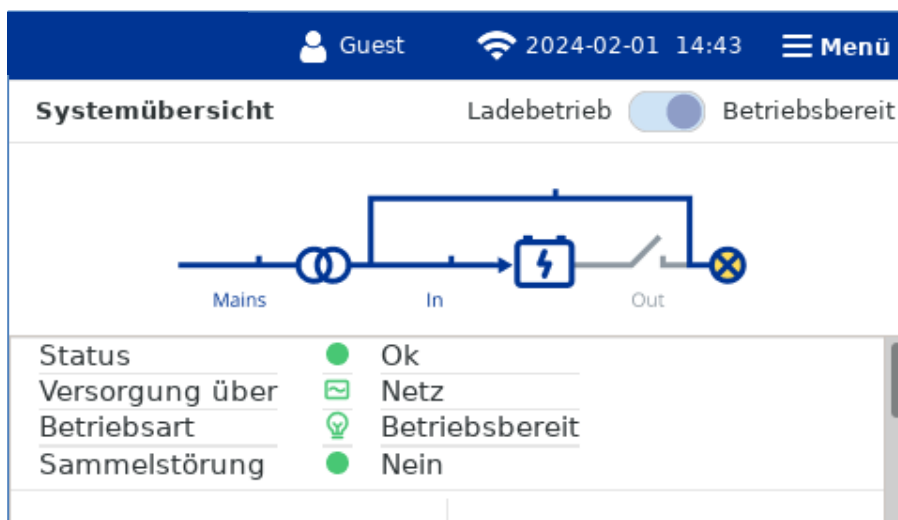 Guest 2024-02-01 14:43 Menü
Systemübersicht Ladebetrieb Betriebsbereit
Mains In Out
Status Ok
Versorgung über Netz
Betriebsart Betriebsbereit
Sammelstörung Nein